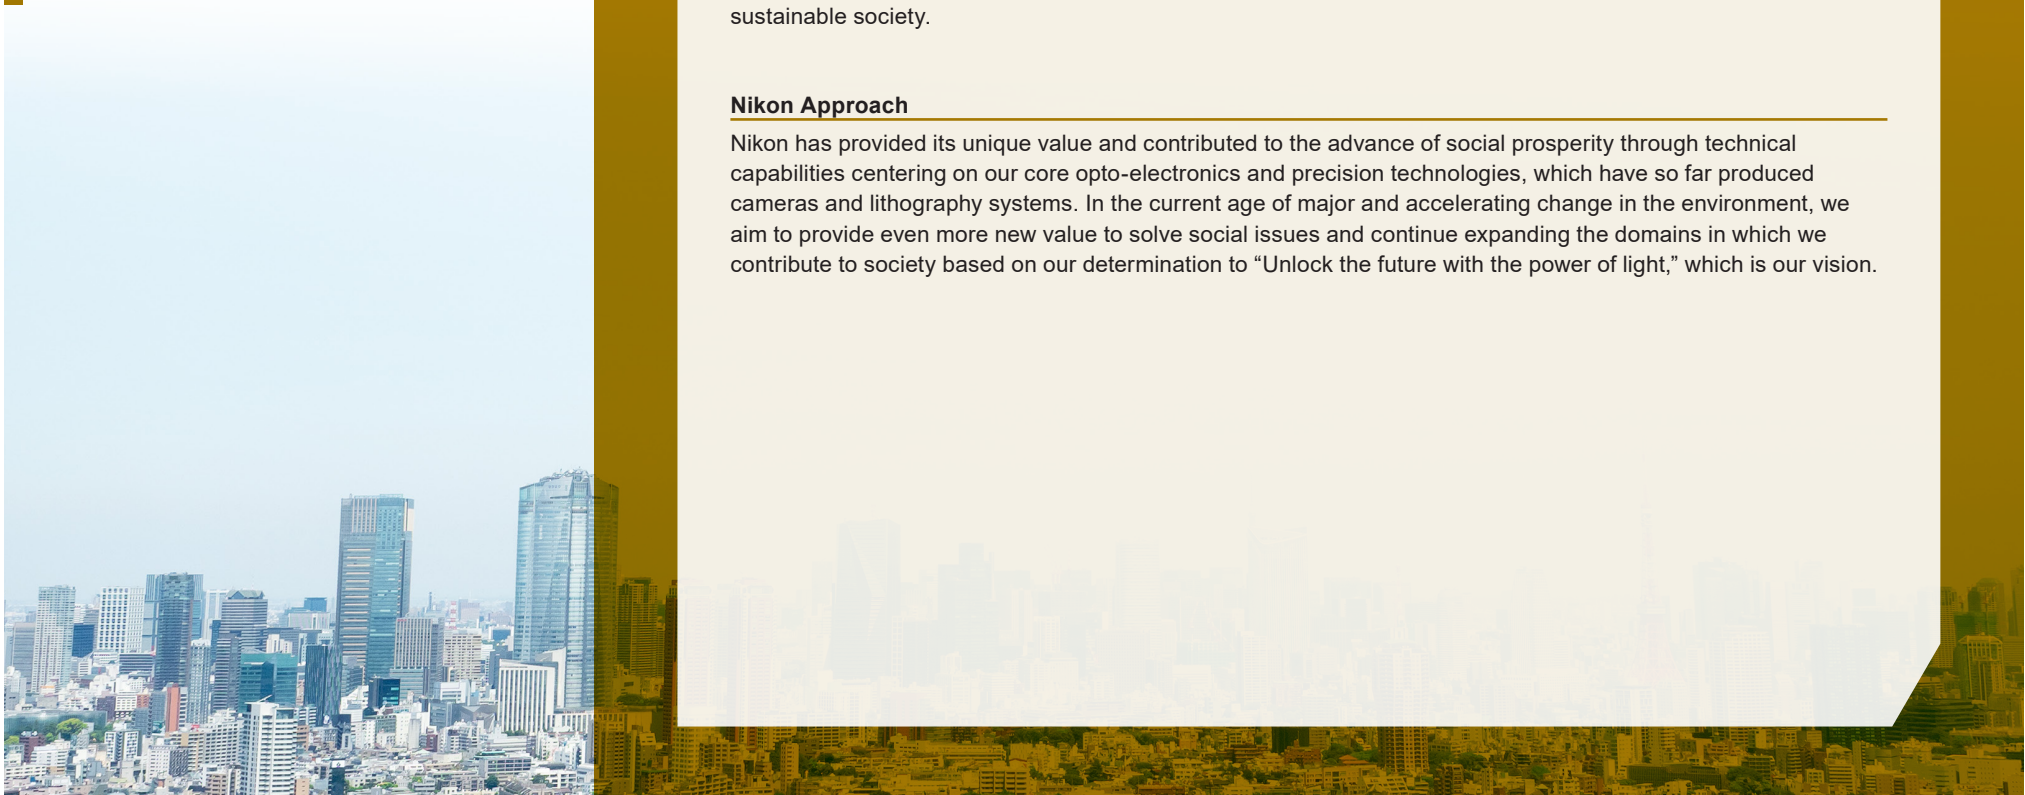 sustainable society.
Nikon Approach
Nikon has provided its unique value and contributed to the advance of social prosperity through technical
capabilities centering on our core opto-electronics and precision technologies, which have so far produced
cameras and lithography systems. In the current age of major and accelerating change in the environment, we
aim to provide even more new value to solve social issues and continue expanding the domains in which we
contribute to society based on our determination to “Unlock the future with the power of light,” which is our vision.